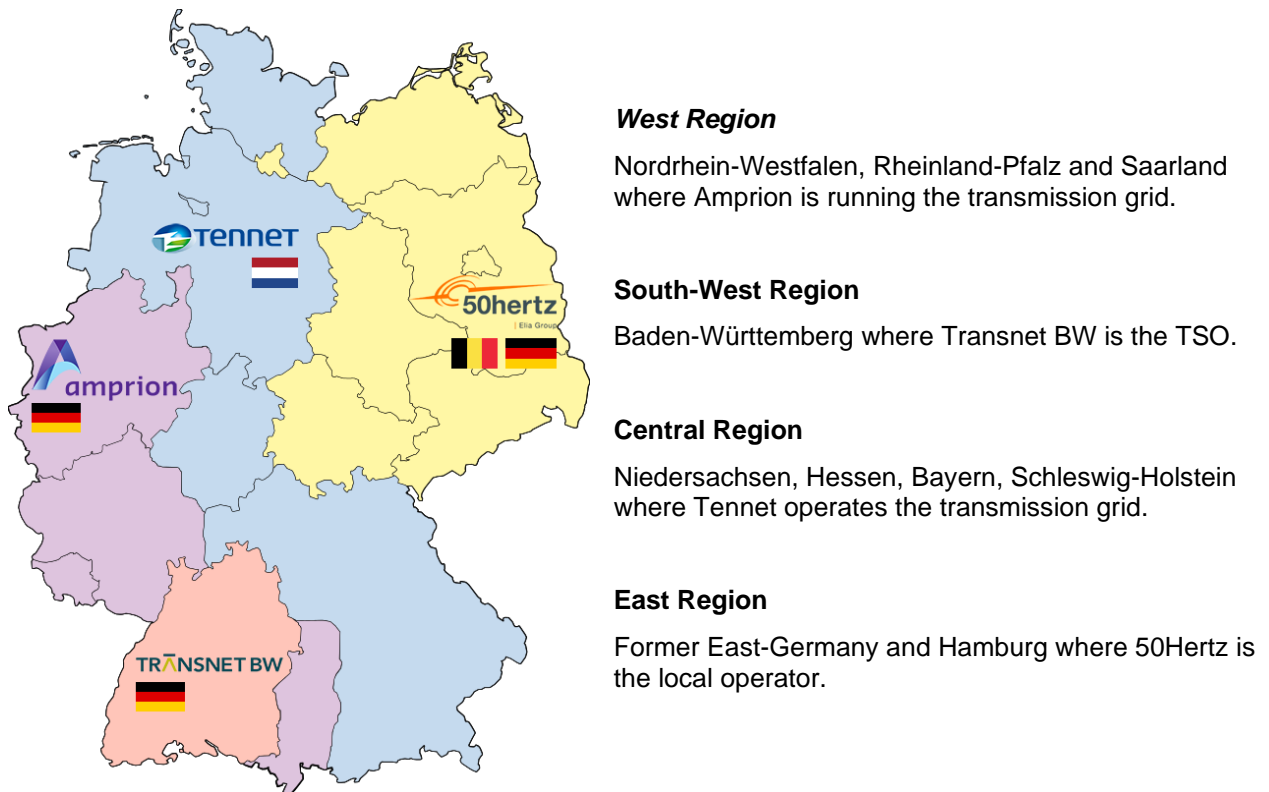 West Region
Nordrhein-Westfalen, Rheinland-Pfalz and Saarland
where Amprion is running the transmission grid.
South-West Region
Baden-Württemberg where Transnet BW is the TSO.
Central Region
Niedersachsen, Hessen, Bayern, Schleswig-Holstein
where Tennet operates the transmission grid.
East Region
Former East-Germany and Hamburg where 50Hertz is
the local operator.
TenneT
50hertz
| Elia Group
amprion
TRANSNET BW